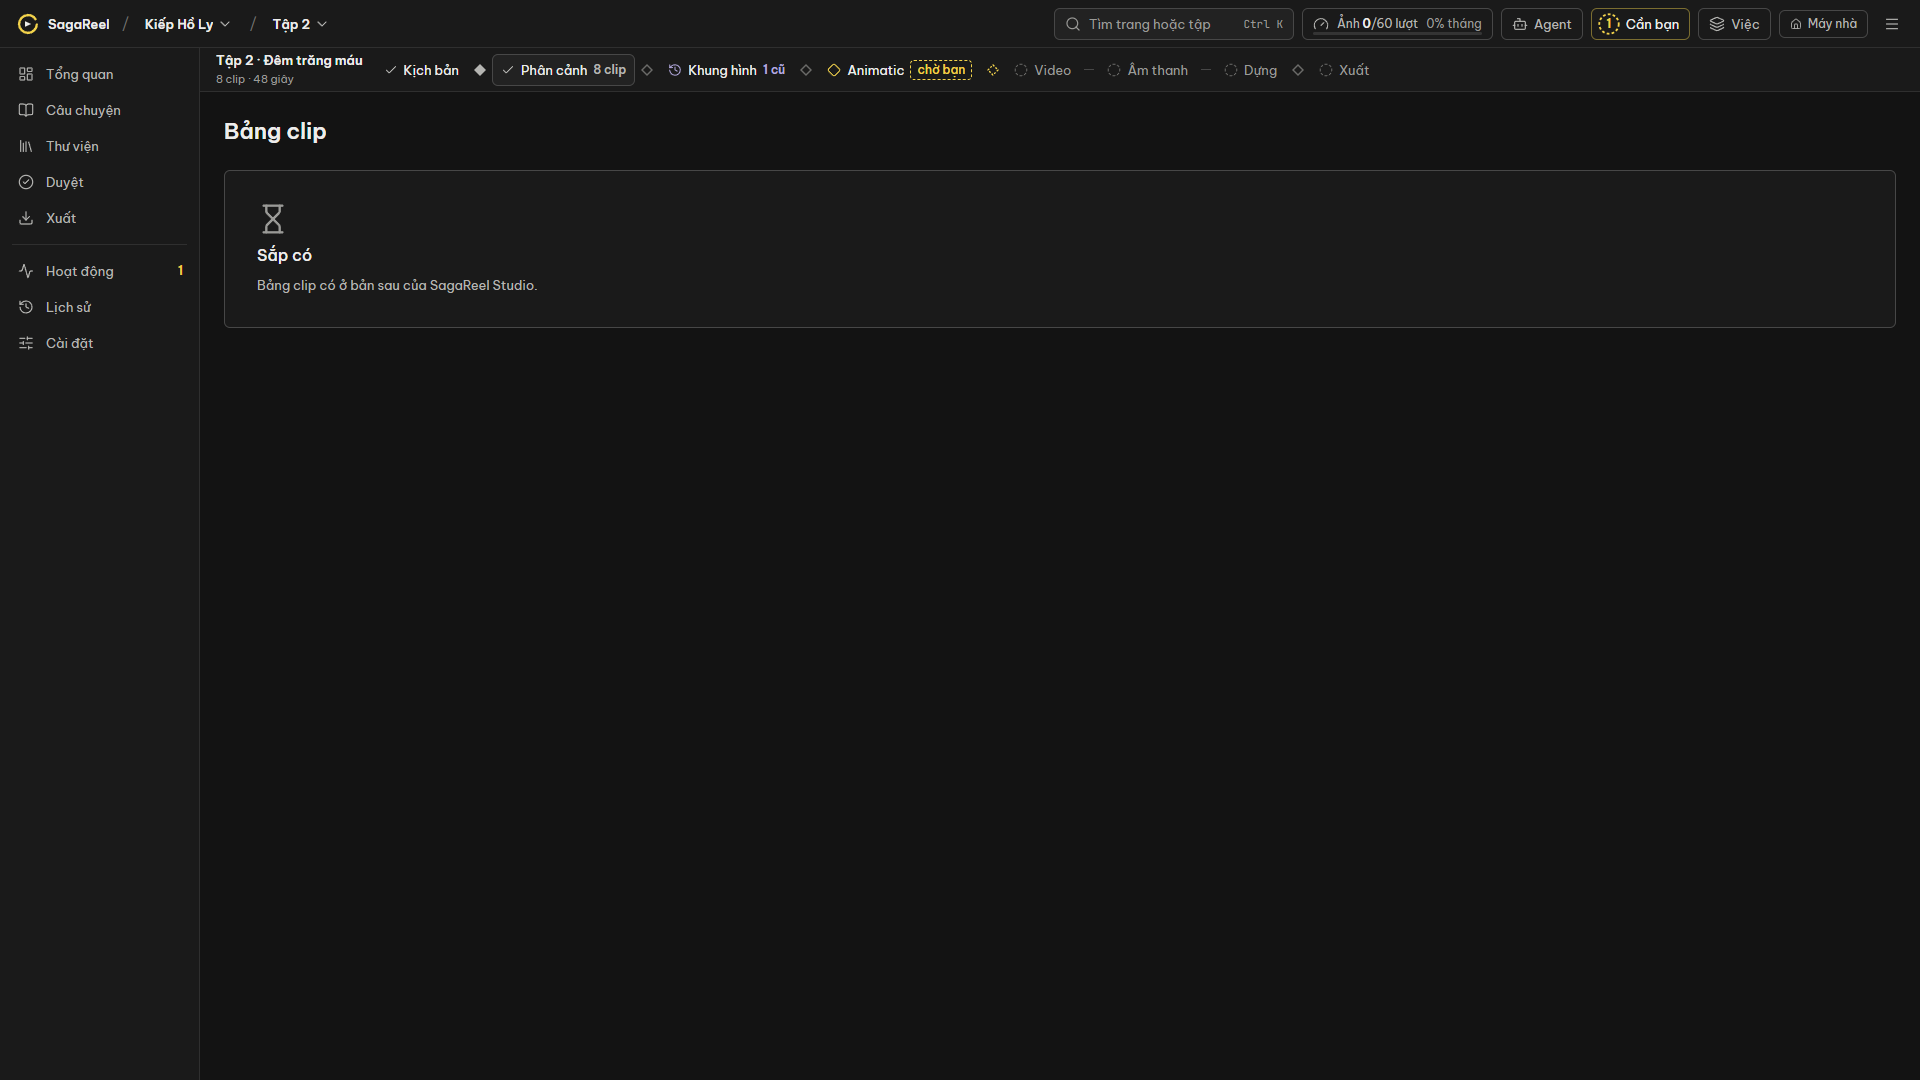 SagaReel / Kiếp Hồ Ly / Tập 2
Tìm trang hoặc tập Ctrl K
Ảnh 0/60 lượt 0% tháng
Agent
1 Cần bạn
Việc
Máy nhà
Tổng quan
Câu chuyện
Thư viện
Duyệt
Xuất
Hoạt động 1
Lịch sử
Cài đặt
Tập 2 · Đêm trăng máu
8 clip · 48 giây
Kịch bản
Phân cảnh 8 clip
Khung hình 1 cũ
Animatic chờ bạn
Video
Âm thanh
Dựng
Xuất
Bảng clip
Sắp có
Bảng clip có ở bản sau của SagaReel Studio.